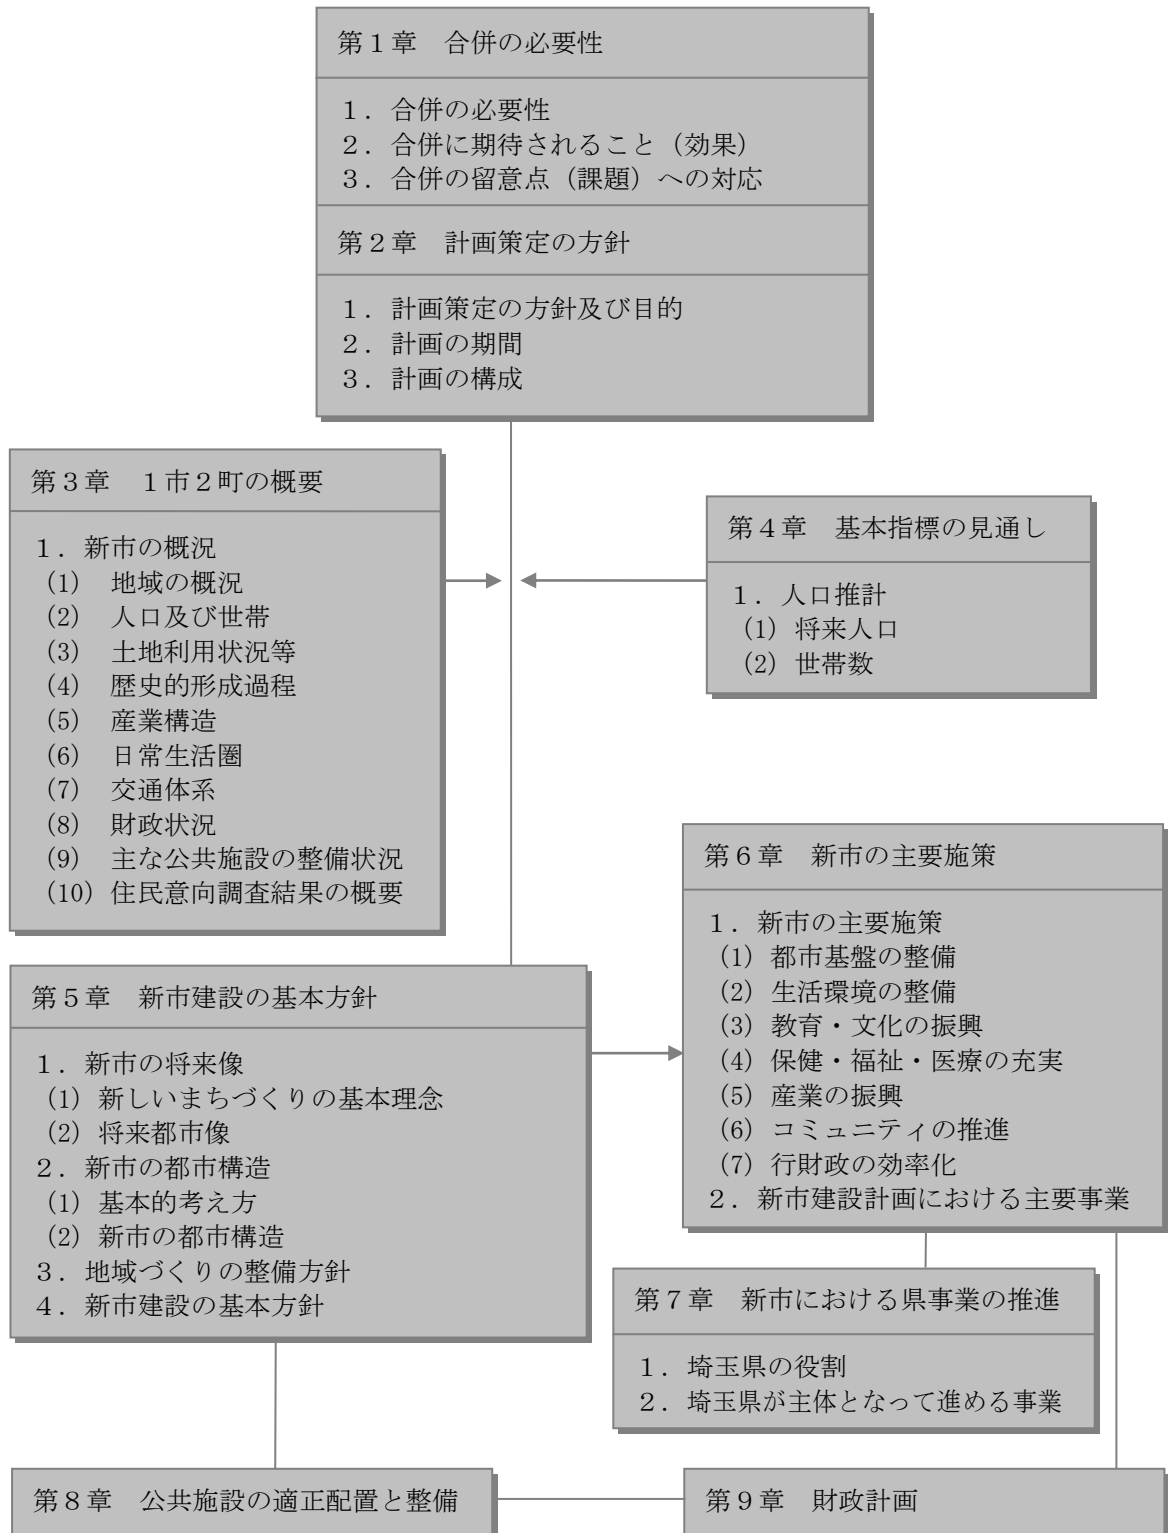 第１章　合併の必要性
１．合併の必要性
２．合併に期待されること（効果）
３．合併の留意点（課題）への対応
第２章　計画策定の方針
１．計画策定の方針及び目的
２．計画の期間
３．計画の構成
第３章　１市２町の概要
１．新市の概況
(1)　地域の概況
(2)　人口及び世帯
(3)　土地利用状況等
(4)　歴史的形成過程
(5)　産業構造
(6)　日常生活圏
(7)　交通体系
(8)　財政状況
(9)　主な公共施設の整備状況
(10) 住民意向調査結果の概要
第４章　基本指標の見通し
１．人口推計
(1) 将来人口
(2) 世帯数
第５章　新市建設の基本方針
１．新市の将来像
(1) 新しいまちづくりの基本理念
(2) 将来都市像
２．新市の都市構造
(1) 基本的考え方
(2) 新市の都市構造
３．地域づくりの整備方針
４．新市建設の基本方針
第６章　新市の主要施策
１．新市の主要施策
(1) 都市基盤の整備
(2) 生活環境の整備
(3) 教育・文化の振興
(4) 保健・福祉・医療の充実
(5) 産業の振興
(6) コミュニティの推進
(7) 行財政の効率化
２．新市建設計画における主要事業
第７章　新市における県事業の推進
１．埼玉県の役割
２．埼玉県が主体となって進める事業
第８章　公共施設の適正配置と整備
第９章　財政計画